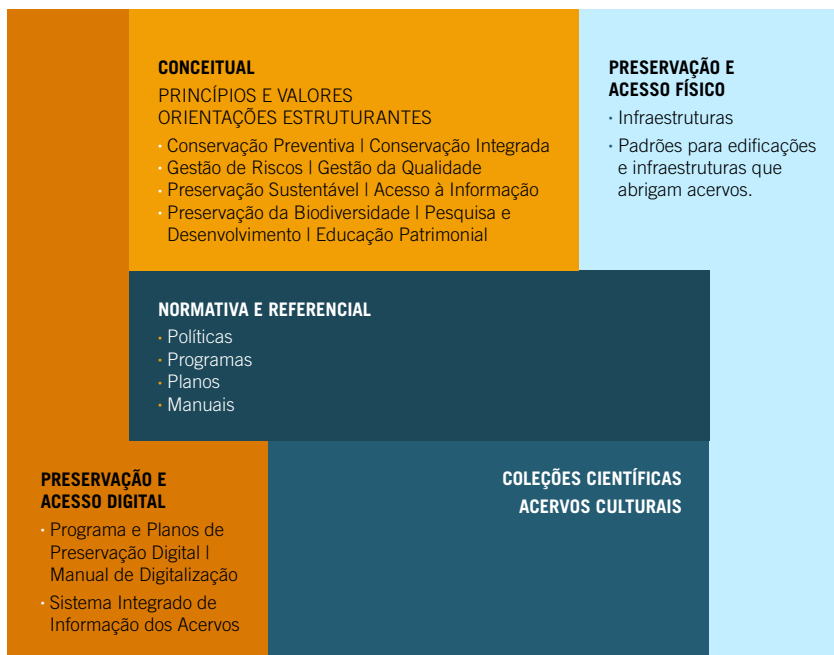 CONCEITUAL
PRINCÍPIOS E VALORES
ORIENTAÇÕES ESTRUTURANTES
· Conservação Preventiva | Conservação Integrada
· Gestão de Riscos | Gestão da Qualidade
· Preservação Sustentável | Acesso à Informação
· Preservação da Biodiversidade | Pesquisa e
Desenvolvimento | Educação Patrimonial
PRESERVAÇÃO E
ACESSO FÍSICO
· Infraestruturas
· Padrões para edificações
e infraestruturas que
abrigam acervos.
NORMATIVA E REFERENCIAL
· Políticas
· Programas
· Planos
· Manuais
PRESERVAÇÃO E
ACESSO DIGITAL
· Programa e Planos de
Preservação Digital |
Manual de Digitalização
· Sistema Integrado de
Informação dos Acervos
COLEÇÕES CIENTÍFICAS
ACERVOS CULTURAIS